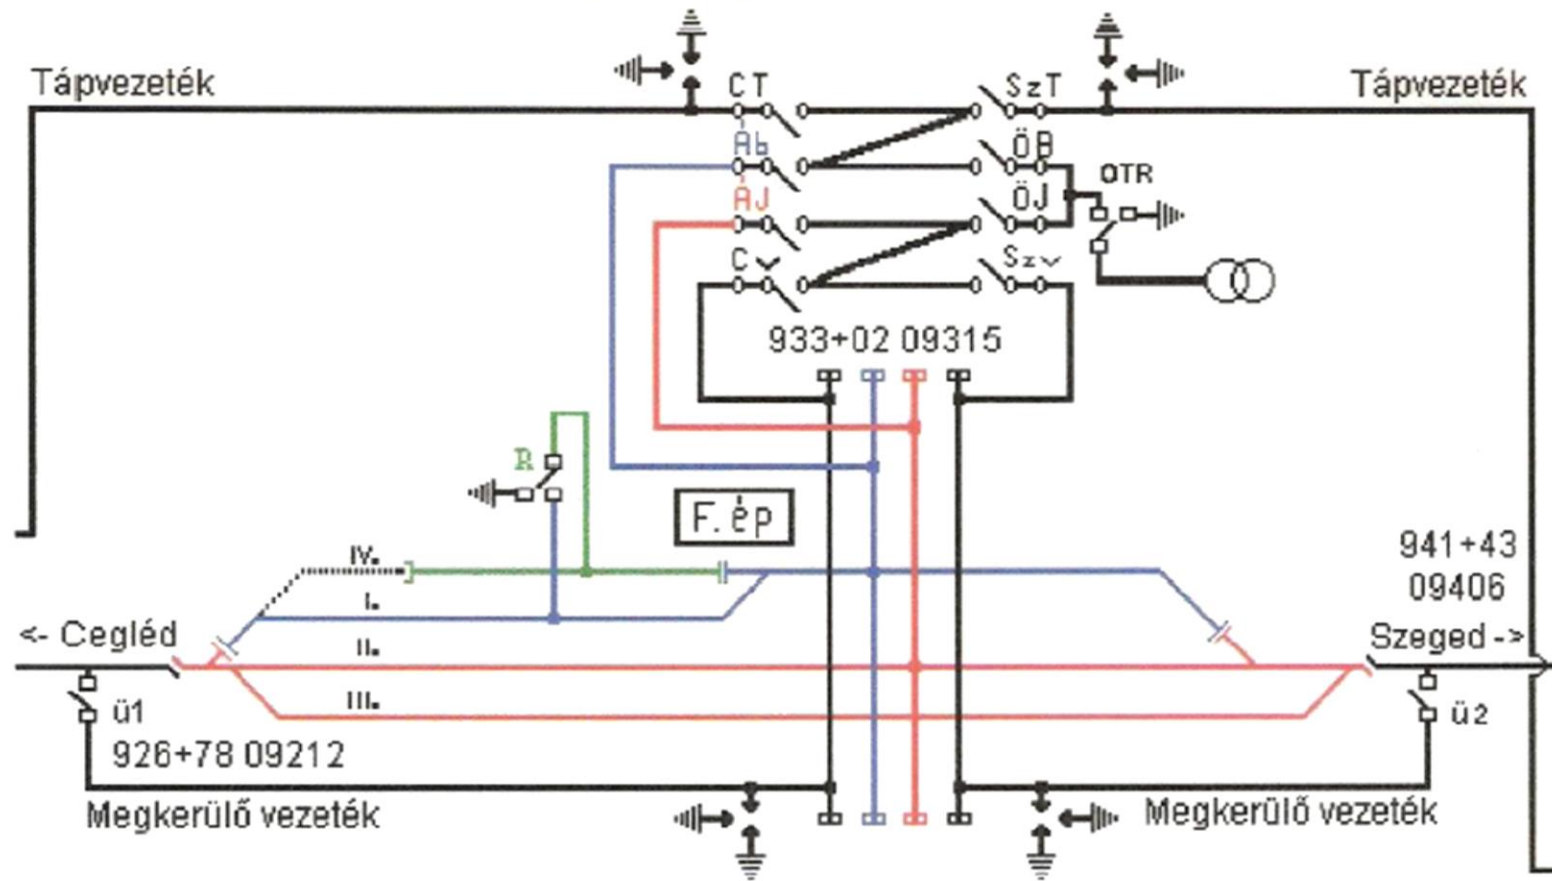 Tápvezeték
Tápvezeték
CT
SzT
Áb
ÖB
ÁJ
ÖJ
OTR
Cv
Szv
933+02 09315
R
F. ép
941+43
09406
IV.
I.
<- Cegléd
II.
Szeged ->
III.
ü1
ü2
926+78 09212
Megkerülő vezeték
Megkerülő vezeték